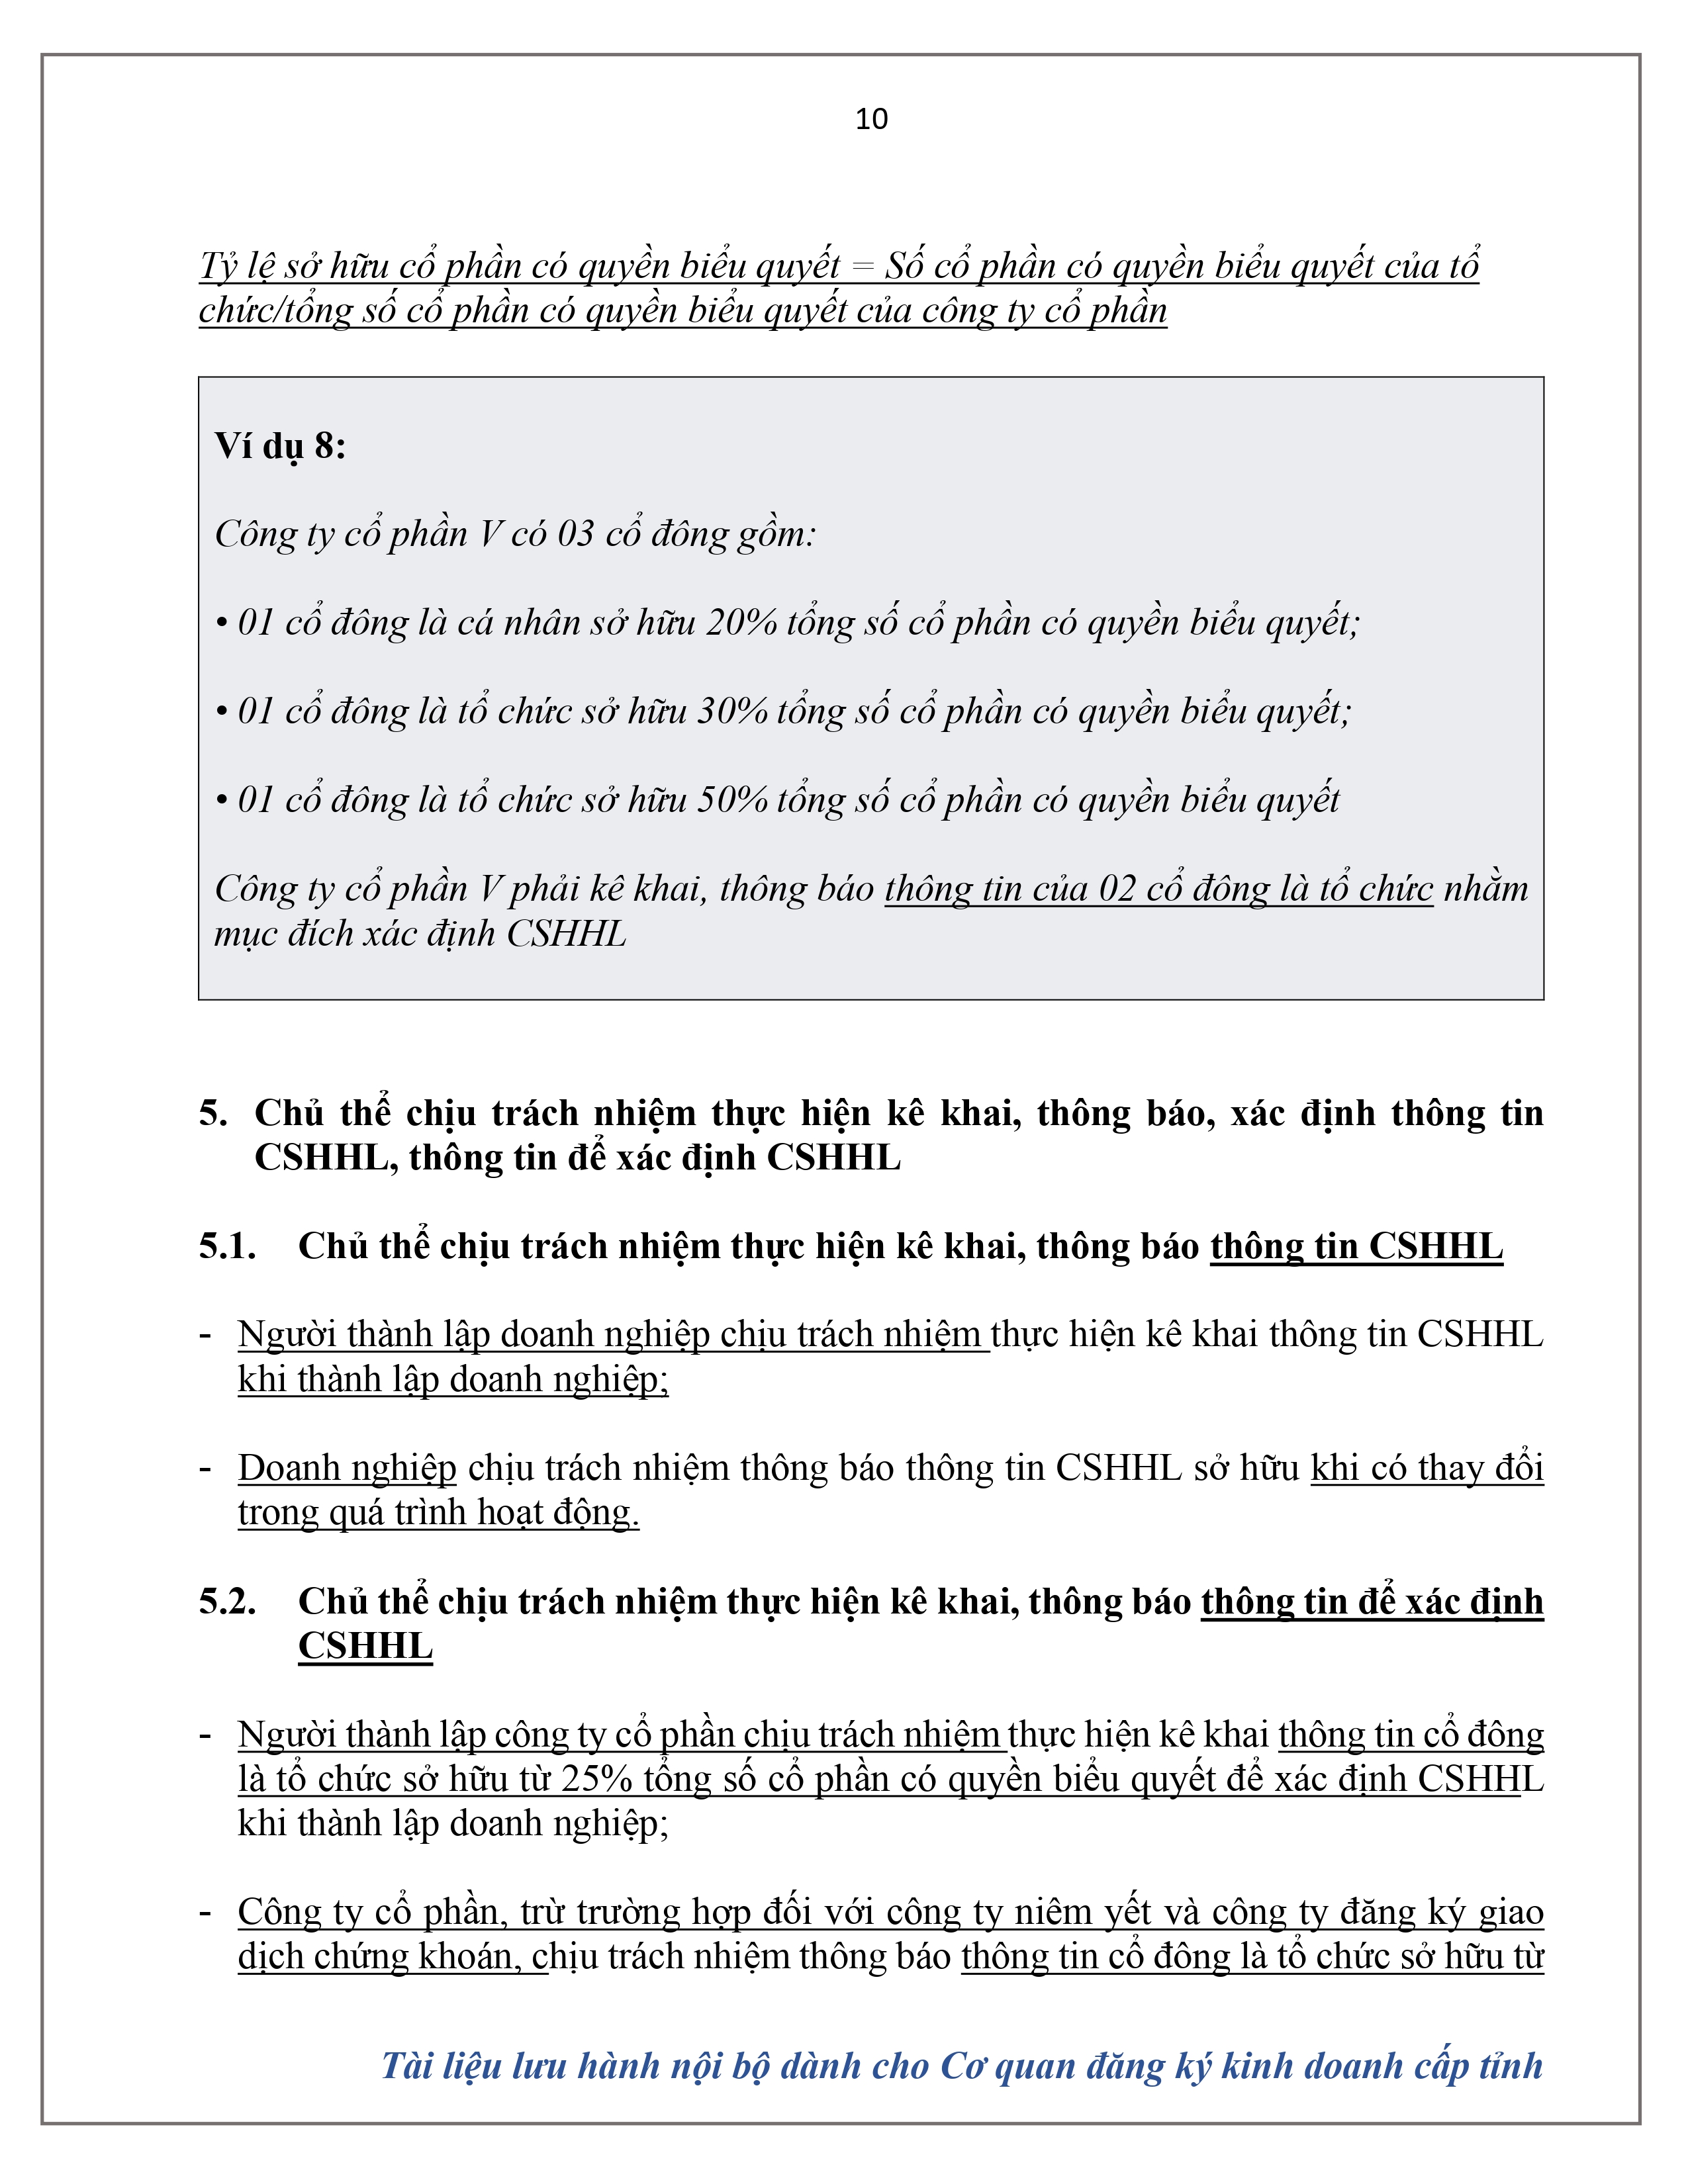 10
Tỷ lệ sở hữu cổ phần có quyền biểu quyết = Số cổ phần có quyền biểu quyết của tổ
chức/tổng số cổ phần có quyền biểu quyết của công ty cổ phần
Ví dụ 8:
Công ty cổ phần V có 03 cổ đông gồm:
• 01 cổ đông là cá nhân sở hữu 20% tổng số cổ phần có quyền biểu quyết;
• 01 cổ đông là tổ chức sở hữu 30% tổng số cổ phần có quyền biểu quyết;
• 01 cổ đông là tổ chức sở hữu 50% tổng số cổ phần có quyền biểu quyết
Công ty cổ phần V phải kê khai, thông báo thông tin của 02 cổ đông là tổ chức nhằm
mục đích xác định CSHHL
5. Chủ thể chịu trách nhiệm thực hiện kê khai, thông báo, xác định thông tin
CSHHL, thông tin để xác định CSHHL
5.1. Chủ thể chịu trách nhiệm thực hiện kê khai, thông báo thông tin CSHHL
- Người thành lập doanh nghiệp chịu trách nhiệm thực hiện kê khai thông tin CSHHL
khi thành lập doanh nghiệp;
- Doanh nghiệp chịu trách nhiệm thông báo thông tin CSHHL sở hữu khi có thay đổi
trong quá trình hoạt động.
5.2. Chủ thể chịu trách nhiệm thực hiện kê khai, thông báo thông tin để xác định
CSHHL
- Người thành lập công ty cổ phần chịu trách nhiệm thực hiện kê khai thông tin cổ đông
là tổ chức sở hữu từ 25% tổng số cổ phần có quyền biểu quyết để xác định CSHHL
khi thành lập doanh nghiệp;
- Công ty cổ phần, trừ trường hợp đối với công ty niêm yết và công ty đăng ký giao
dịch chứng khoán, chịu trách nhiệm thông báo thông tin cổ đông là tổ chức sở hữu từ
Tài liệu lưu hành nội bộ dành cho Cơ quan đăng ký kinh doanh cấp tỉnh